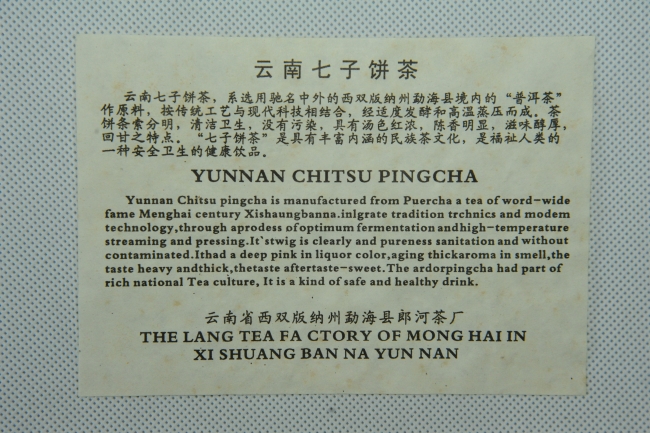 云南七子饼茶
云南七子饼茶，系选用驰名中外的西双版纳州勐海县境内的“普洱茶”
作原料，按传统工艺与现代科技相结合，经适度发酵和高温蒸压而成。茶
饼条索分明，清洁卫生，没有污染，具有汤色红浓，陈香明显，滋味醇厚，
回甘之特点。“七子饼茶”是具有丰富内涵的民族茶文化，是福祉人类的
一种安全卫生的健康饮品。
YUNNAN CHITSU PINGCHA
Yunnan Chitsu pingcha is manufactured from Puercha a tea of word-wide
fame Menghai century Xishaungbanna.inlgrate tradition trchnics and modem
technology,through aprodess of optimum fermentation and high-temperature
streaming and pressing.It`stwig is clearly and pureness sanitation and without
contaminated.Ithad a deep pink in liquor color,aging thickaroma in smell,the
taste heavy andthick,thetaste aftertaste-sweet.The ardorpingcha had part of
rich national Tea culture, It is a kind of safe and healthy drink.
云南省西双版纳州勐海县郎河茶厂
THE LANG TEA FA CTORY OF MONG HAI IN
XI SHUANG BAN NA YUN NAN